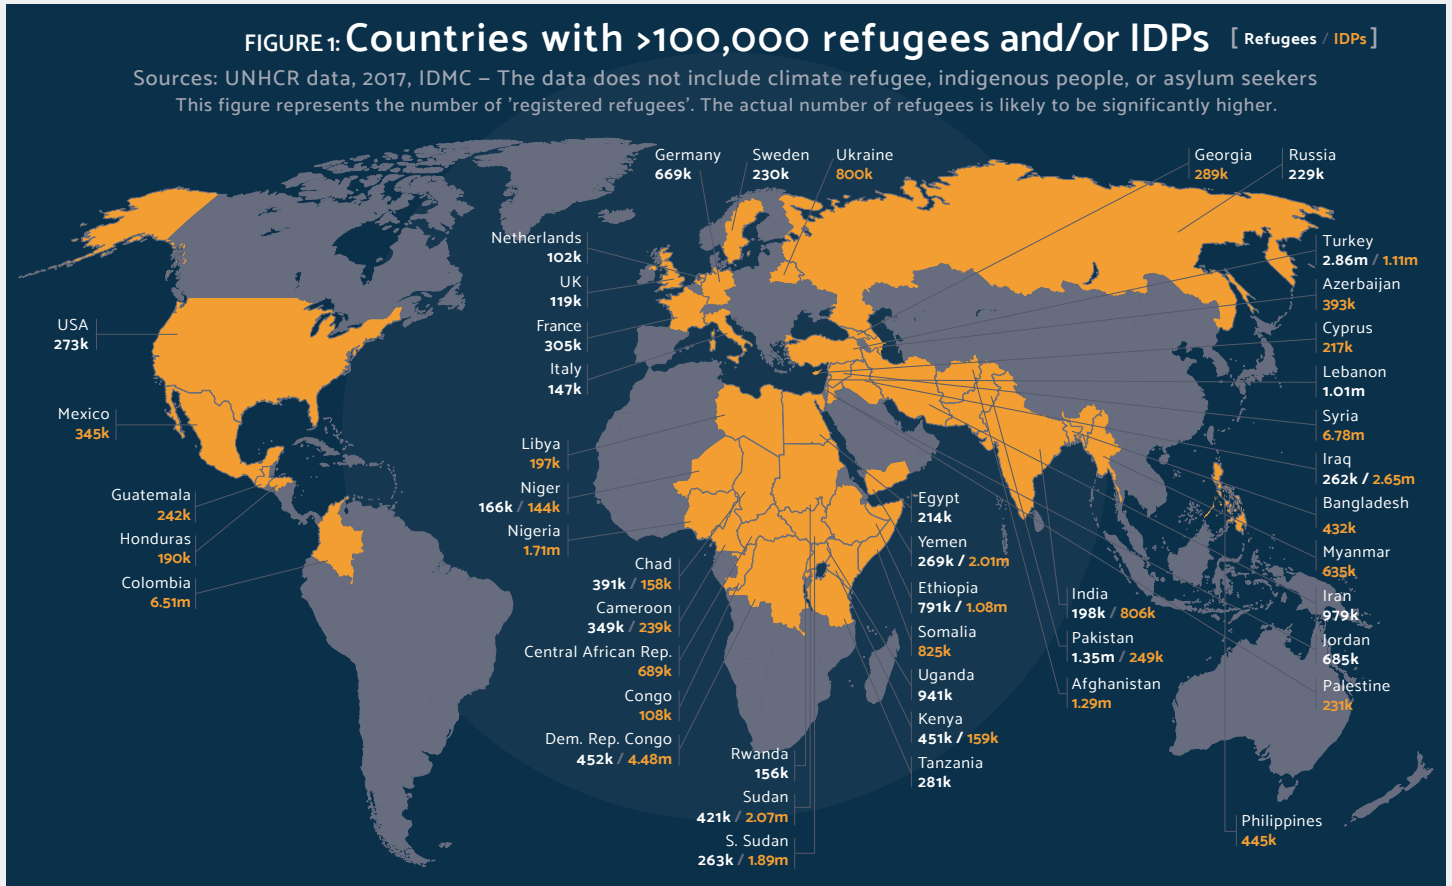 FIGURE 1: Countries with >100,000 refugees and/or IDPs [ Refugees / IDPs ]
Sources: UNHCR data, 2017, IDMC – The data does not include climate refugee, indigenous people, or asylum seekers
This figure represents the number of 'registered refugees'. The actual number of refugees is likely to be significantly higher.
USA
273k
Mexico
345k
Guatemala
242k
Honduras
190k
Colombia
6.51m
Germany
669k
Sweden
230k
Ukraine
800k
Netherlands
102k
UK
119k
France
305k
Italy
147k
Libya
197k
Niger
166k / 144k
Nigeria
1.71m
Chad
391k / 158k
Cameroon
349k / 239k
Central African Rep.
689k
Congo
108k
Dem. Rep. Congo
452k / 4.48m
Rwanda
156k
Sudan
421k / 2.07m
S. Sudan
263k / 1.89m
Egypt
214k
Yemen
269k / 2.01m
Ethiopia
791k / 1.08m
Somalia
825k
Uganda
941k
Kenya
451k / 159k
Tanzania
281k
India
198k / 806k
Pakistan
1.35m / 249k
Afghanistan
1.29m
Georgia
289k
Russia
229k
Turkey
2.86m / 1.11m
Azerbaijan
393k
Cyprus
217k
Lebanon
1.01m
Syria
6.78m
Iraq
262k / 2.65m
Bangladesh
432k
Myanmar
635k
Iran
979k
Jordan
685k
Palestine
231k
Philippines
445k